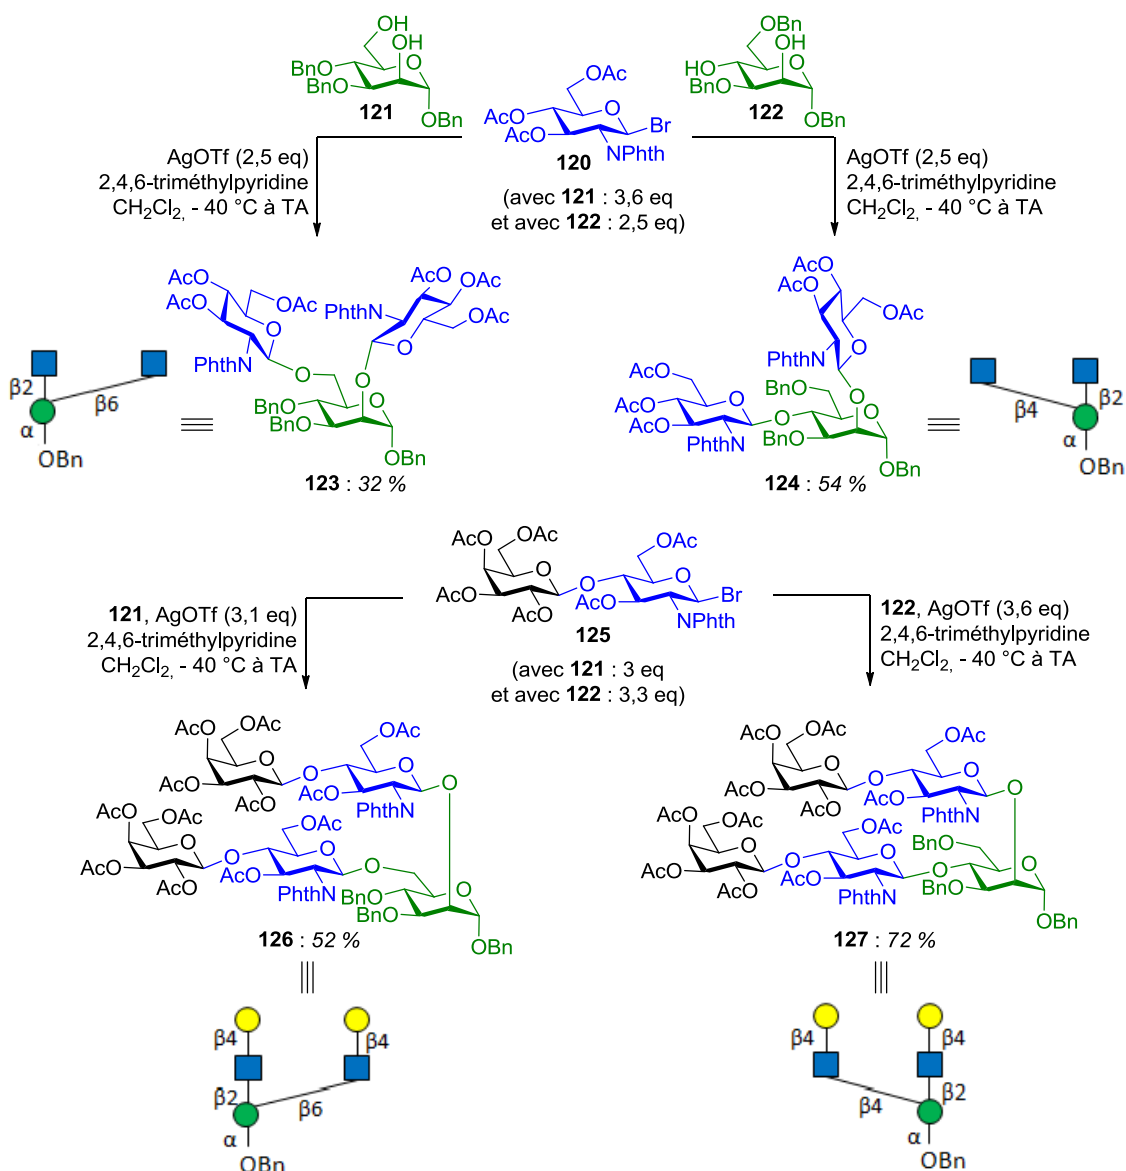 OH
OH
O
BnO
BnO
OBn
121
OAc
O
AcO
AcO
Br
NPhth
120
(avec 121 : 3,6 eq
et avec 122 : 2,5 eq)
OBn
OH
O
HO
BnO
OBn
122
AgOTf (2,5 eq)
2,4,6-triméthylpyridine
CH2Cl2, - 40 °C à TA
AgOTf (2,5 eq)
2,4,6-triméthylpyridine
CH2Cl2, - 40 °C à TA
β2
β6
α
OBn
AcO
AcO
OAc
O
PhthN
O
AcO
OAc
PhthN
OAc
O
O
O
BnO
BnO
OBn
123 : 32 %
AcO
AcO
OAc
O
PhthN
O
AcO
O
AcO
AcO
PhthN
O
BnO
O
BnO
OBn
124 : 54 %
β4
β2
α
OBn
AcO
OAc
O
AcO
OAc
O
OAc
O
AcO
Br
NPhth
125
(avec 121 : 3 eq
et avec 122 : 3,3 eq)
121, AgOTf (3,1 eq)
2,4,6-triméthylpyridine
CH2Cl2, - 40 °C à TA
122, AgOTf (3,6 eq)
2,4,6-triméthylpyridine
CH2Cl2, - 40 °C à TA
AcO
OAc
O
AcO
AcO
O
OAc
O
AcO
PhthN
O
AcO
OAc
O
AcO
OAc
O
OAc
O
AcO
PhthN
O
O
BnO
BnO
OBn
126 : 52 %
AcO
OAc
O
AcO
OAc
O
OAc
O
AcO
PhthN
O
AcO
OAc
O
AcO
OAc
O
OAc
O
AcO
PhthN
O
BnO
O
BnO
OBn
127 : 72 %
β4
β4
β2
β6
α
OBn
β4
β4
β4
β2
α
OBn